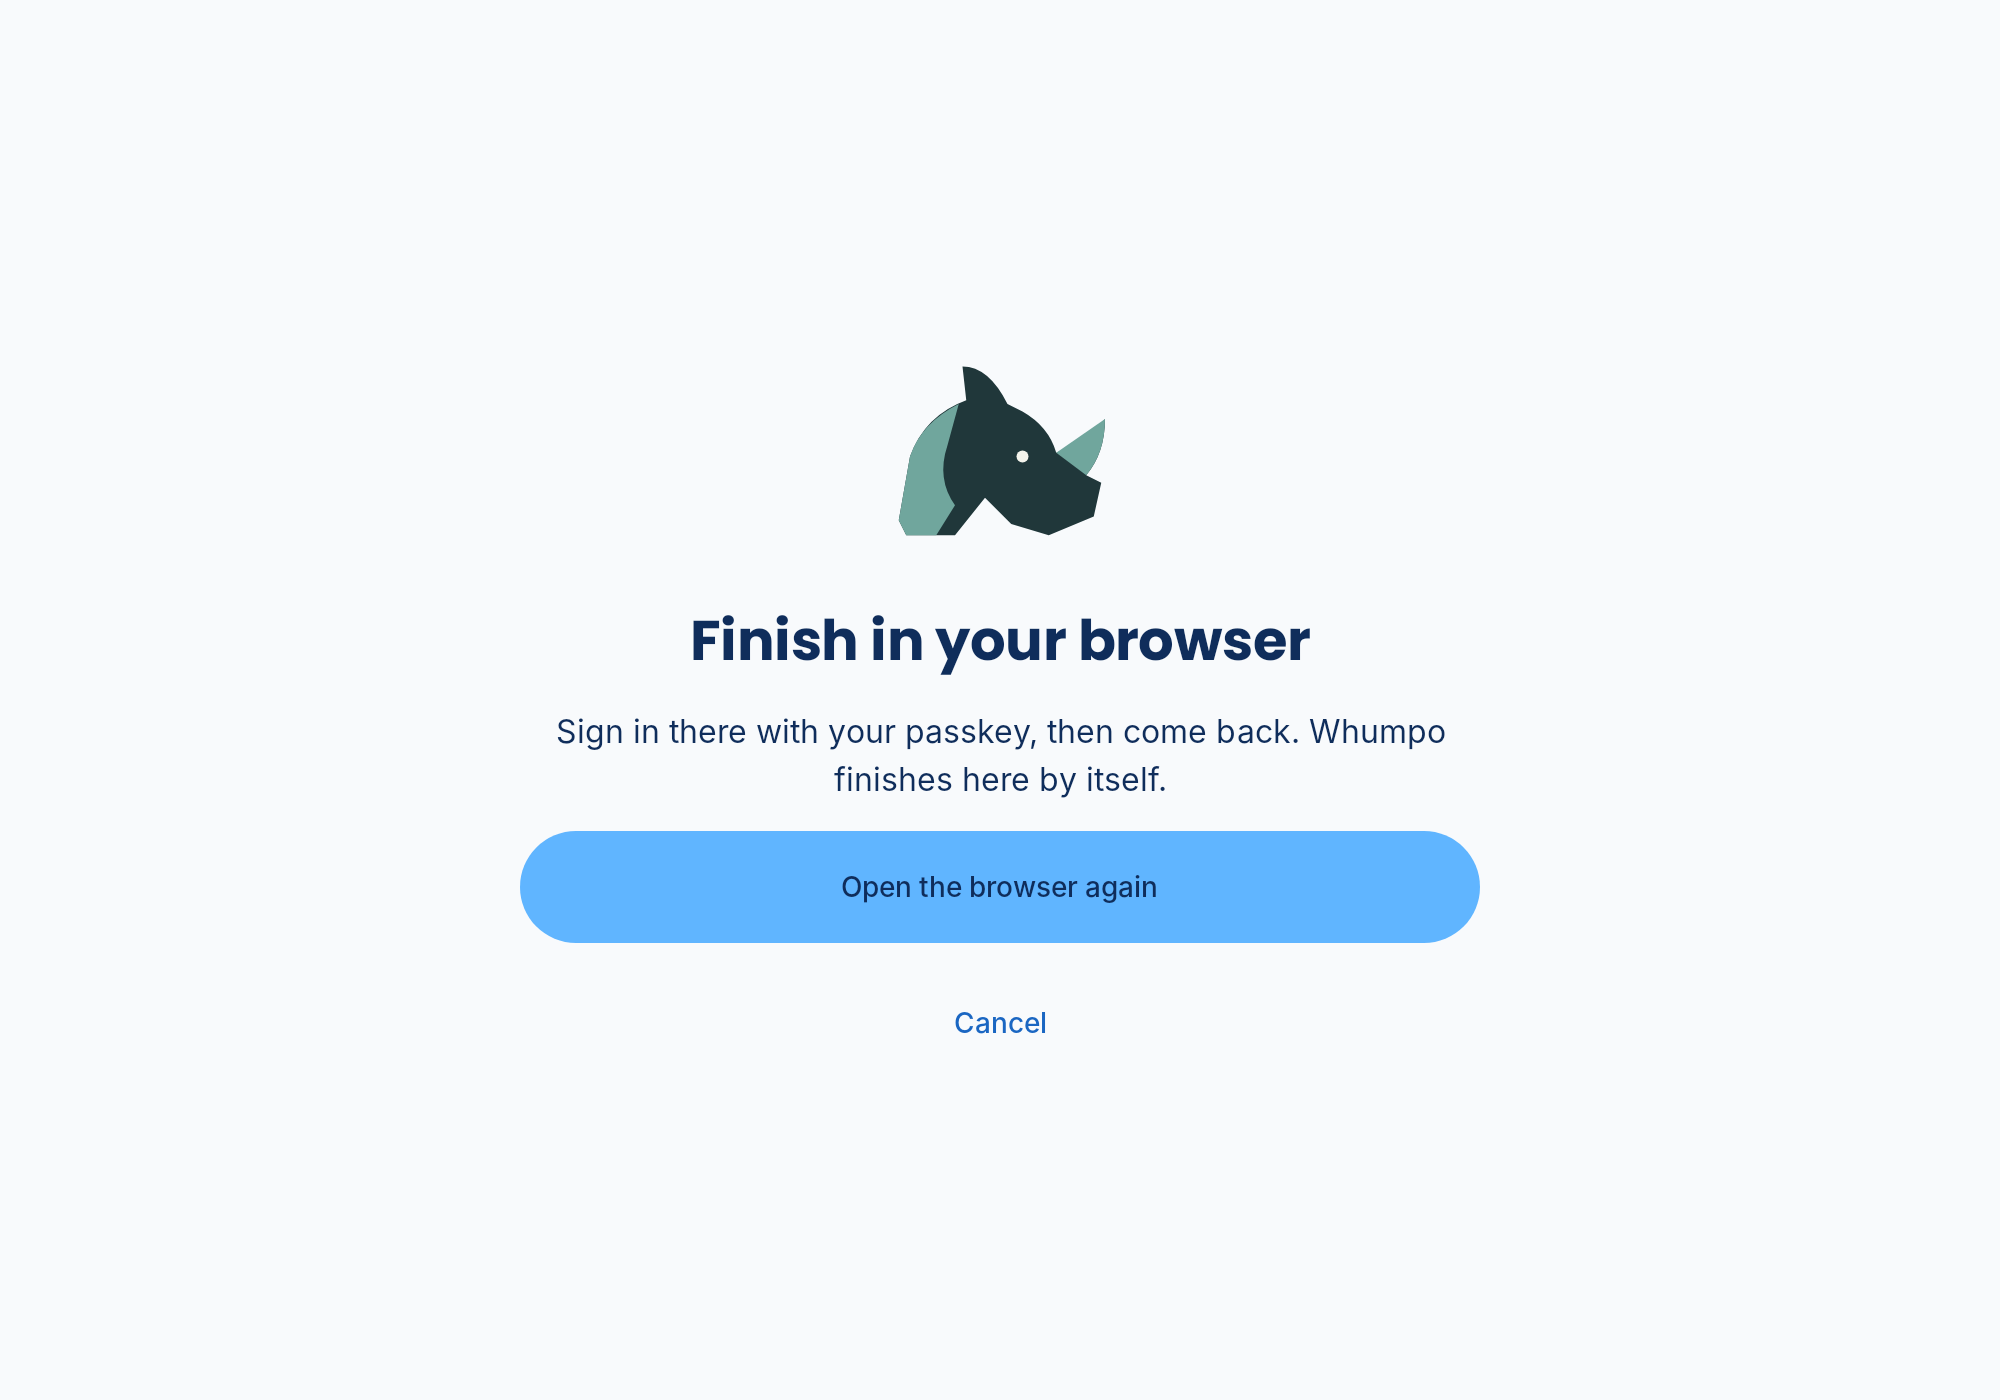 Finish in your browser
Sign in there with your passkey, then come back. Whumpo
finishes here by itself.
Open the browser again
Cancel